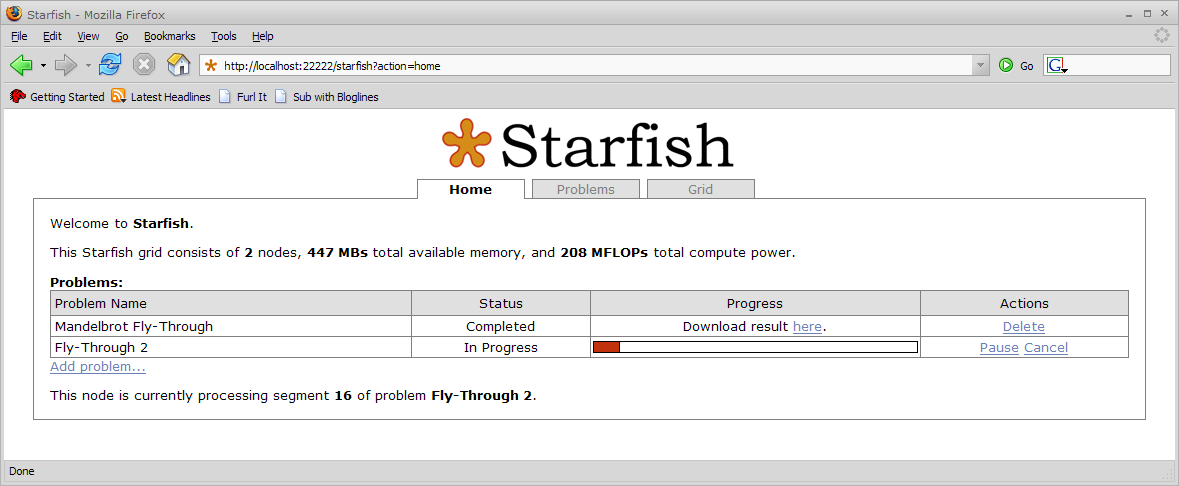 Starfish - Mozilla Firefox
File Edit View Go Bookmarks Tools Help
http://localhost:22222/starfish?action=home Go G
Getting Started Latest Headlines Furl It Sub with Bloglines
Starfish
Home Problems Grid
Welcome to Starfish.
This Starfish grid consists of 2 nodes, 447 MBs total available memory, and 208 MFLOPs total compute power.
Problems:
Problem Name Status Progress Actions
Mandelbrot Fly-Through Completed Download result here. Delete
Fly-Through 2 In Progress Pause Cancel
Add problem...
This node is currently processing segment 16 of problem Fly-Through 2.
Done